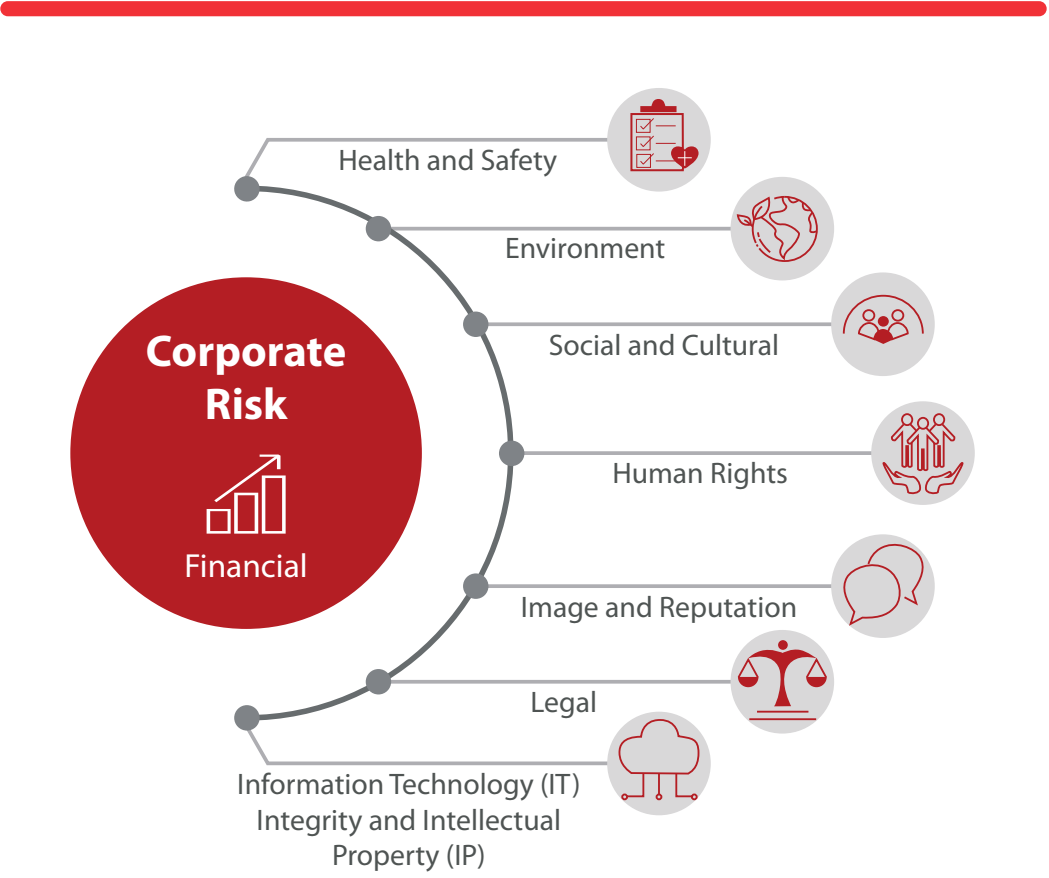 Health and Safety
Environment
Social and Cultural
Corporate
Risk
Financial
Human Rights
Image and Reputation
Legal
Information Technology (IT)
Integrity and Intellectual
Property (IP)